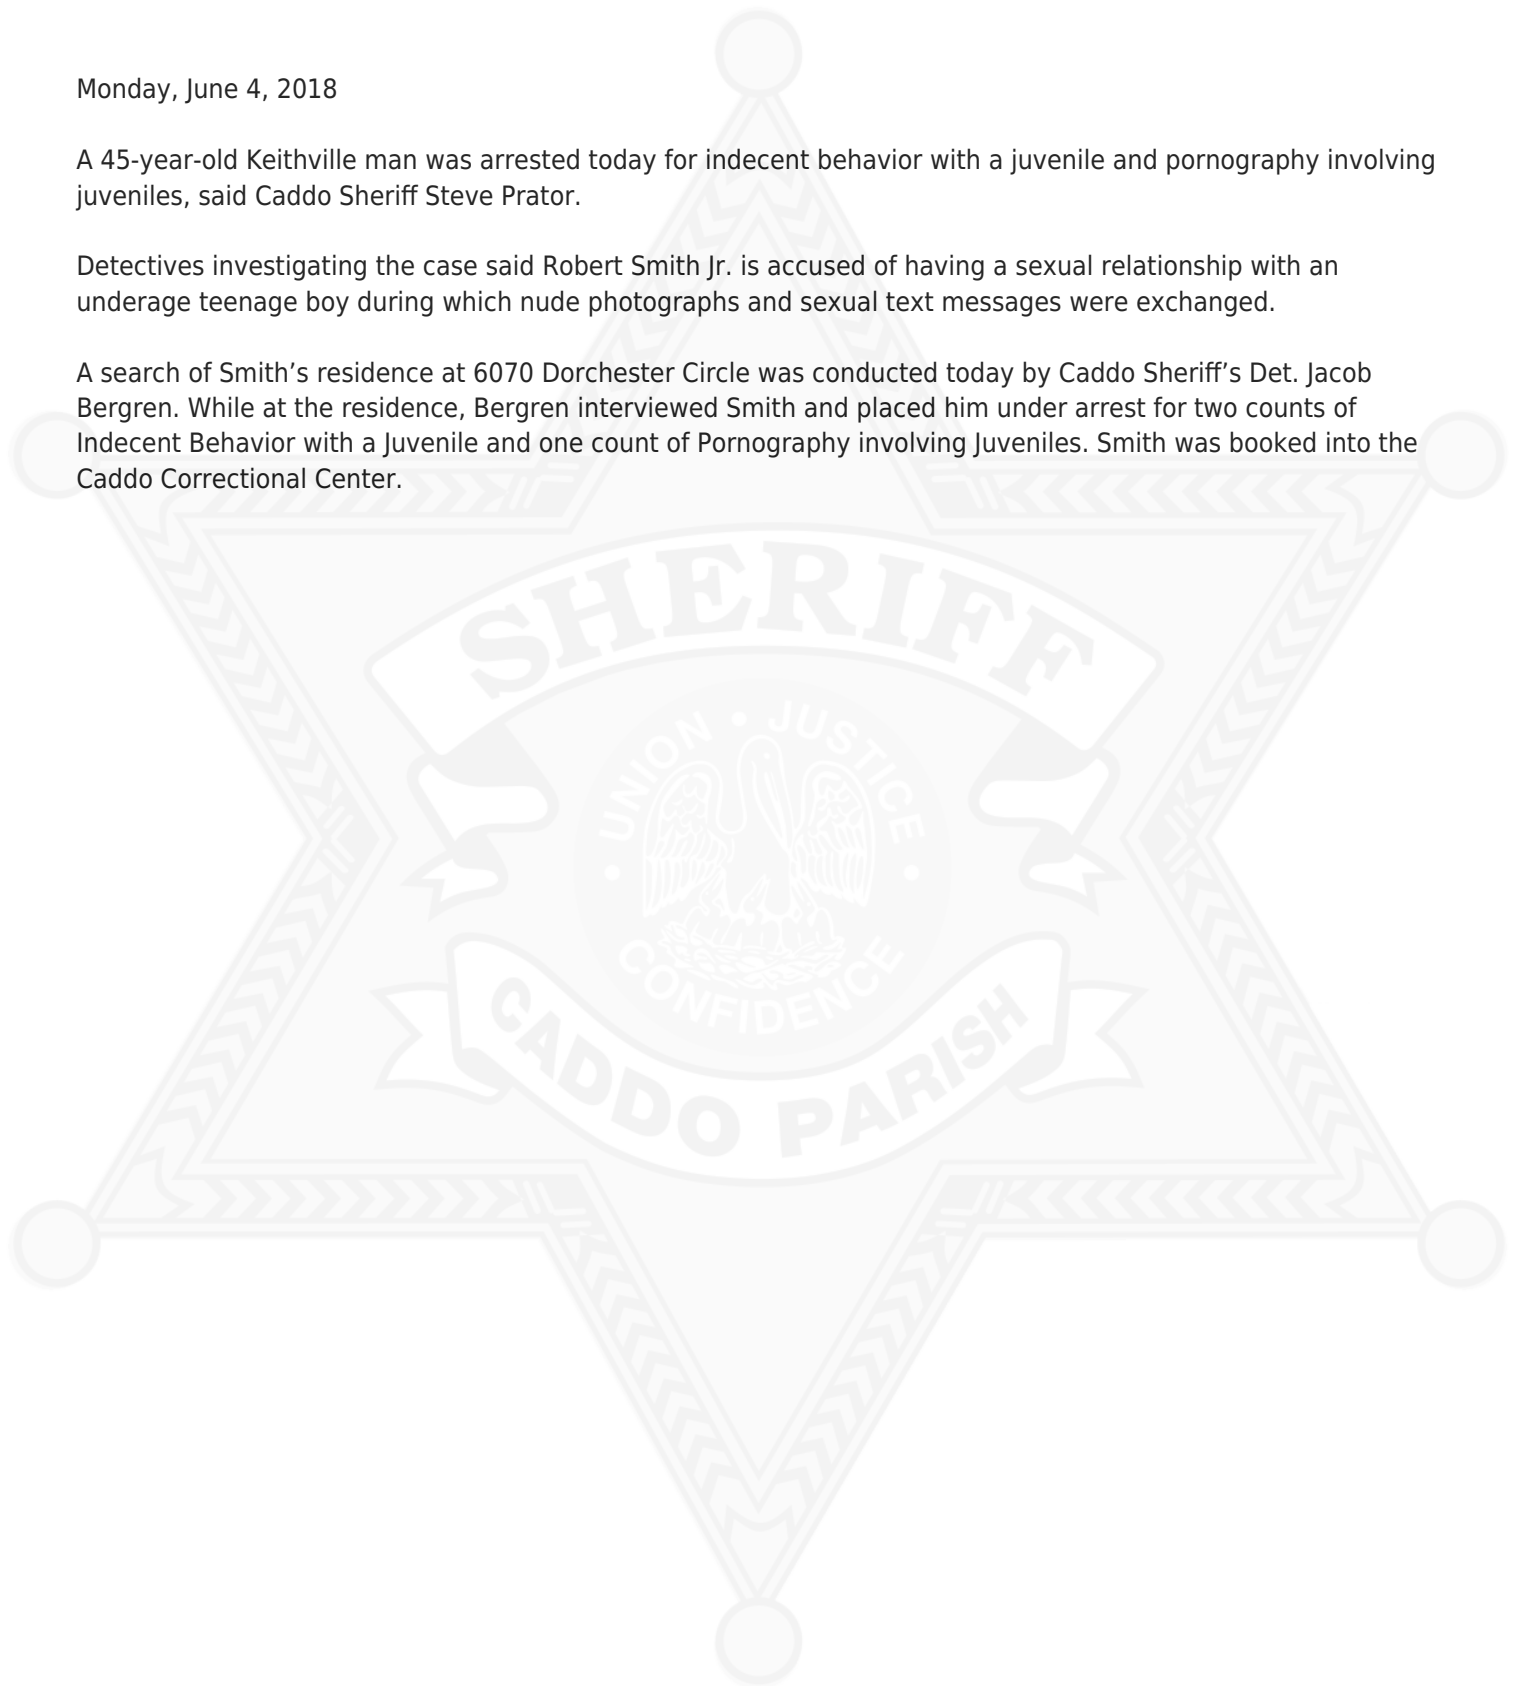 Monday, June 4, 2018
A 45-year-old Keithville man was arrested today for indecent behavior with a juvenile and pornography involving
juveniles, said Caddo Sheriff Steve Prator.
Detectives investigating the case said Robert Smith Jr. is accused of having a sexual relationship with an
underage teenage boy during which nude photographs and sexual text messages were exchanged.
A search of Smith’s residence at 6070 Dorchester Circle was conducted today by Caddo Sheriff’s Det. Jacob
Bergren. While at the residence, Bergren interviewed Smith and placed him under arrest for two counts of
Indecent Behavior with a Juvenile and one count of Pornography involving Juveniles. Smith was booked into the
Caddo Correctional Center.
SHERIFF
UNION • JUSTICE
• CONFIDENCE •
CADDO PARISH